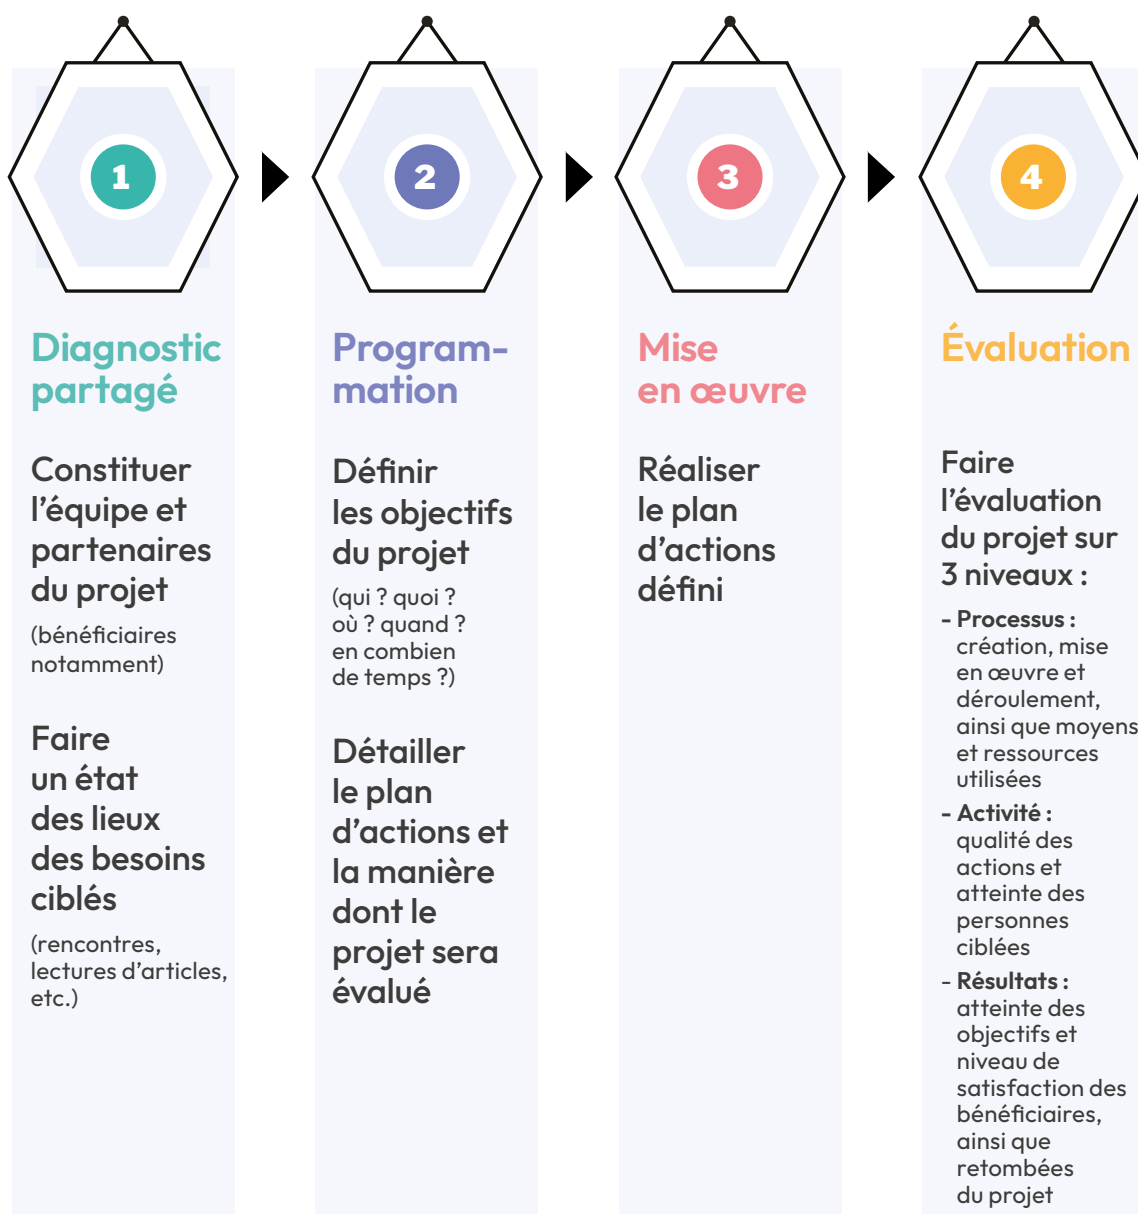 1
Diagnostic
partagé
Constituer
l’équipe et
partenaires
du projet
(bénéficiaires
notamment)
Faire
un état
des lieux
des besoins
ciblés
(rencontres,
lectures d’articles,
etc.)
2
Program-
mation
Définir
les objectifs
du projet
(qui ? quoi ?
où ? quand ?
en combien
de temps ?)
Détailler
le plan
d’actions et
la manière
dont le
projet sera
évalué
3
Mise
en œuvre
Réaliser
le plan
d’actions
défini
4
Évaluation
Faire
l’évaluation
du projet sur
3 niveaux :
- Processus :
création, mise
en œuvre et
déroulement,
ainsi que moyens
et ressources
utilisées
- Activité :
qualité des
actions et
atteinte des
personnes
ciblées
- Résultats :
atteinte des
objectifs et
niveau de
satisfaction des
bénéficiaires,
ainsi que
retombées
du projet